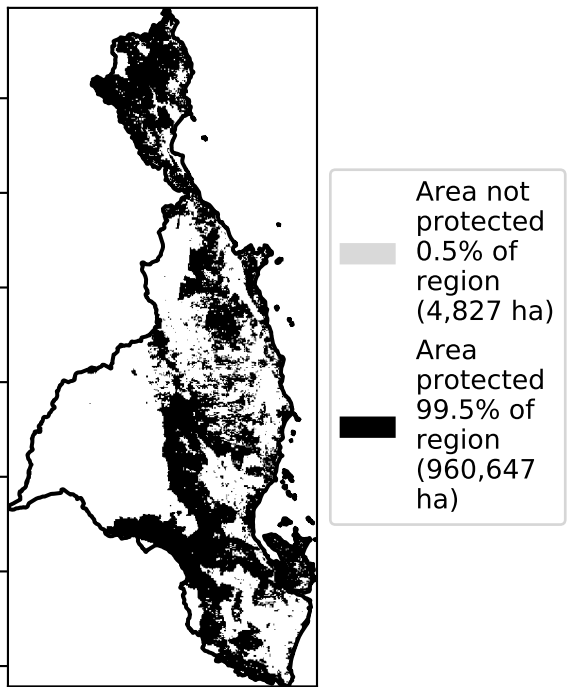 Area not
protected
0.5% of
region
(4,827 ha)
Area
protected
99.5% of
region
(960,647
ha)